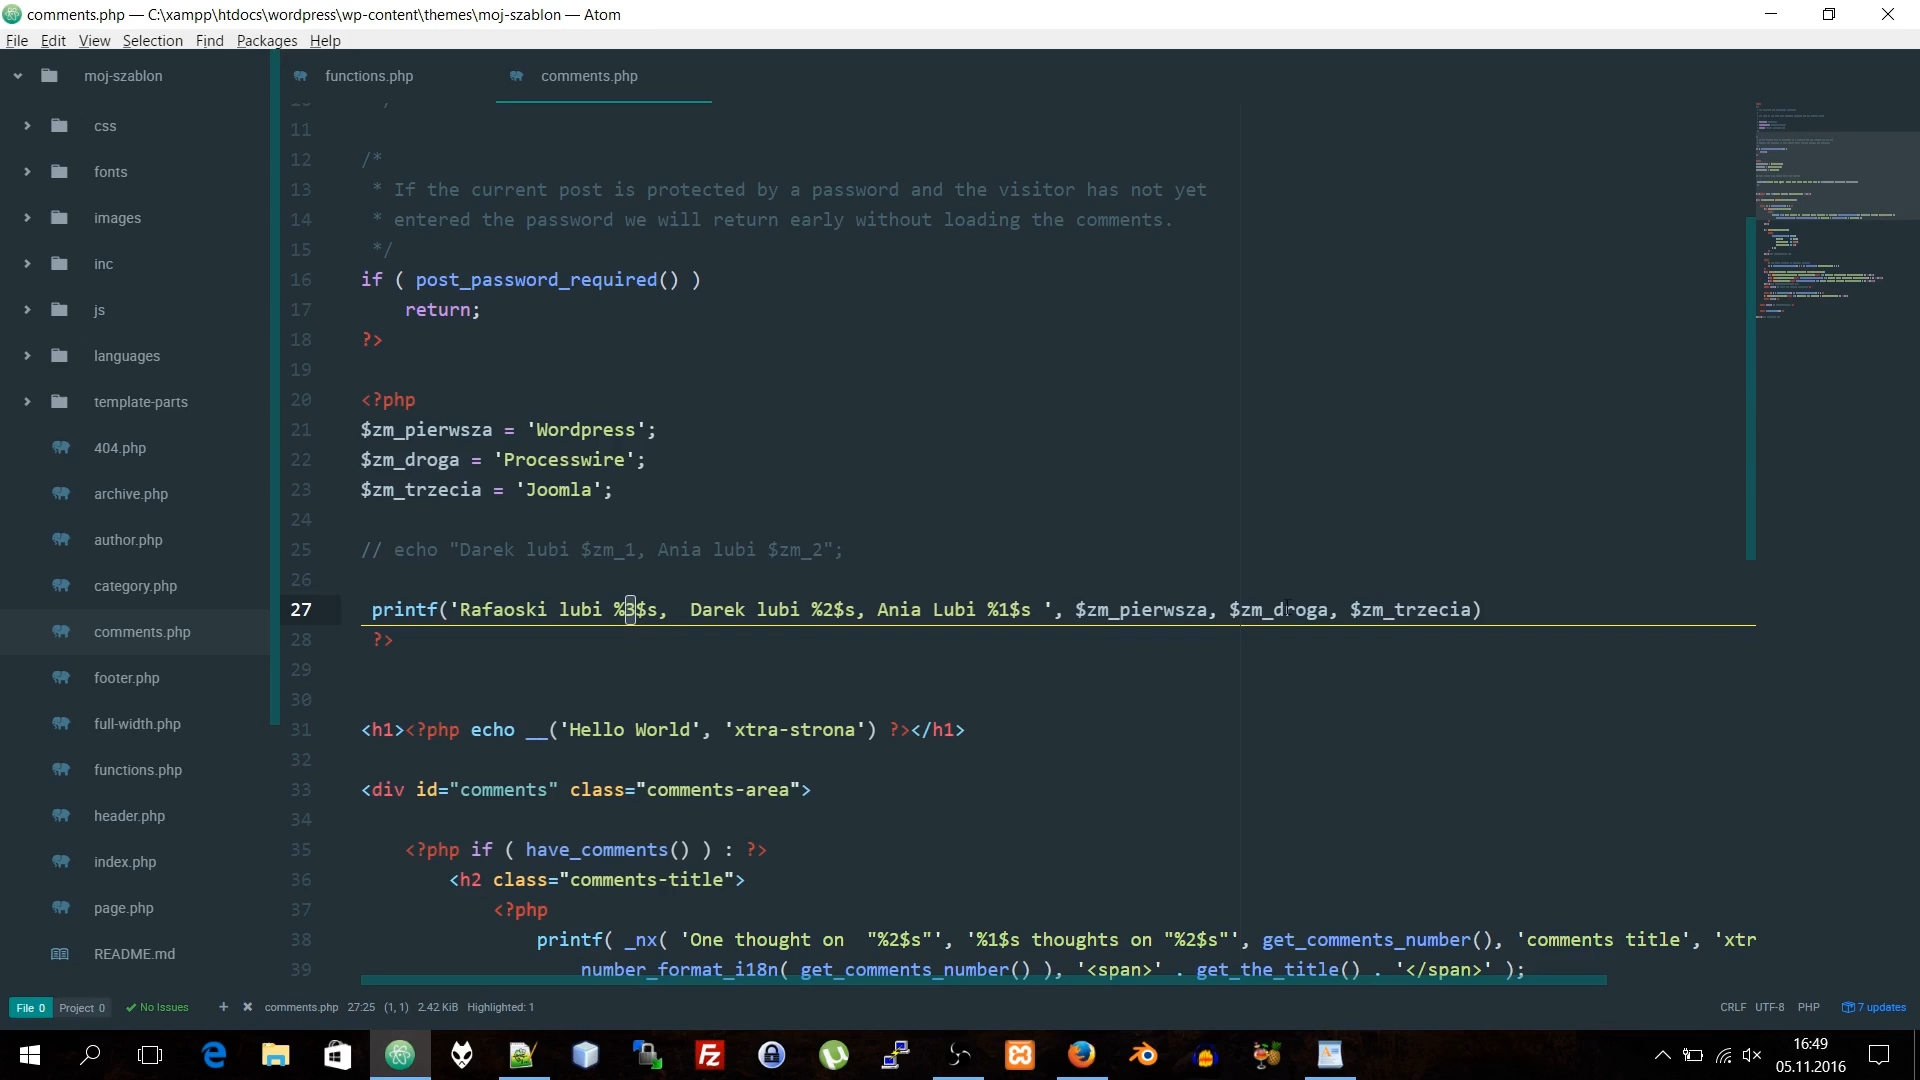 comments.php — C:\xampp\htdocs\wordpress\wp-content\themes\moj-szablon — Atom
File Edit View Selection Find Packages Help
moj-szablon
css
fonts
images
inc
js
languages
template-parts
404.php
archive.php
author.php
category.php
comments.php
footer.php
full-width.php
functions.php
header.php
index.php
page.php
README.md
functions.php comments.php
11
12 /*
13 * If the current post is protected by a password and the visitor has not yet
14 * entered the password we will return early without loading the comments.
15 */
16 if ( post_password_required() )
17 return;
18 ?>
19
20 <?php
21 $zm_pierwsza = 'Wordpress';
22 $zm_droga = 'Processwire';
23 $zm_trzecia = 'Joomla';
24
25 // echo "Darek lubi $zm_1, Ania lubi $zm_2";
26
27 printf('Rafaoski lubi %3$s,  Darek lubi %2$s, Ania Lubi %1$s ', $zm_pierwsza, $zm_droga, $zm_trzecia)
28 ?>
29
30
31 <h1><?php echo __('Hello World', 'xtra-strona') ?></h1>
32
33 <div id="comments" class="comments-area">
34
35 <?php if ( have_comments() ) : ?>
36 <h2 class="comments-title">
37 <?php
38 printf( _nx( 'One thought on  "%2$s"', '%1$s thoughts on "%2$s"', get_comments_number(), 'comments title', 'xtr
39 number_format_i18n( get_comments_number() ), '<span>' . get_the_title() . '</span>' );
File 0 Project 0 No Issues + comments.php 27:25 (1, 1) 2.42 KiB Highlighted: 1 CRLF UTF-8 PHP 7 updates
16:49
05.11.2016